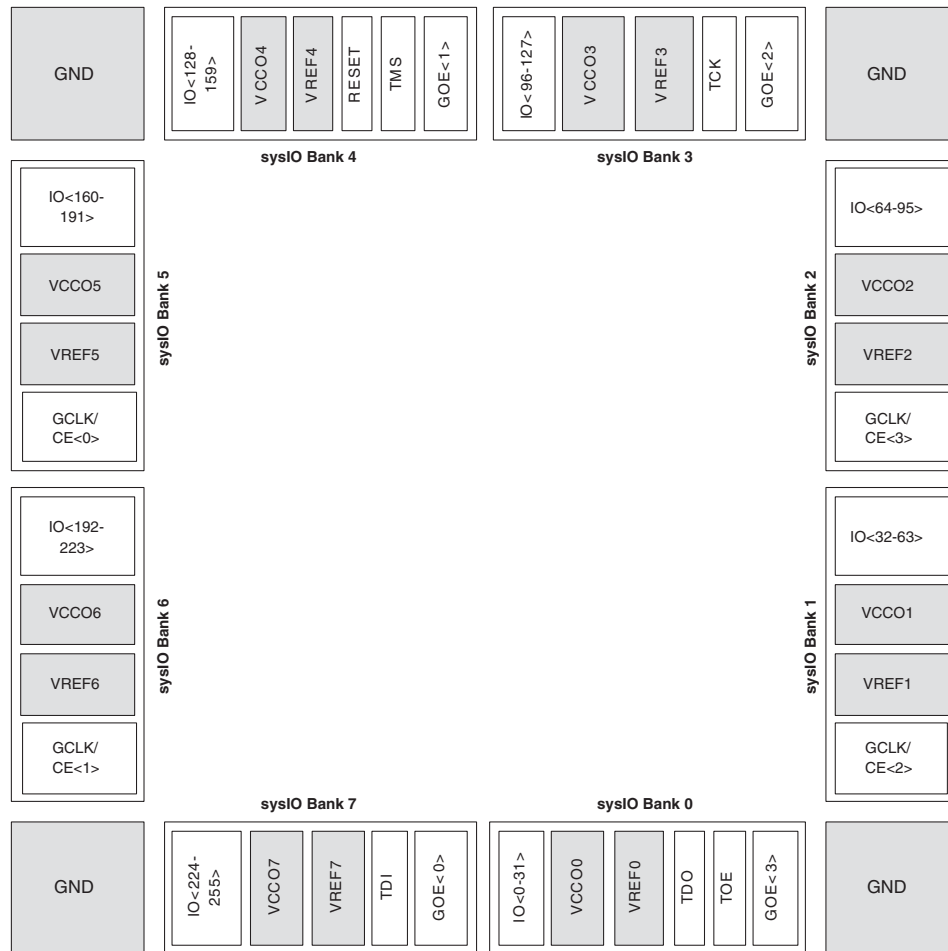 GND
IO<128-
159>
VCCO4
VREF4
RESET
TMS
GOE<1>
IO<96-127>
VCCO3
VREF3
TCK
GOE<2>
GND
sysIO Bank 4
sysIO Bank 3
IO<160-
191>
VCCO5
VREF5
GCLK/
CE<0>
sysIO Bank 5
sysIO Bank 2
IO<64-95>
VCCO2
VREF2
GCLK/
CE<3>
IO<192-
223>
VCCO6
VREF6
GCLK/
CE<1>
sysIO Bank 6
sysIO Bank 1
IO<32-63>
VCCO1
VREF1
GCLK/
CE<2>
sysIO Bank 7
sysIO Bank 0
GND
IO<224-
255>
VCCO7
VREF7
TDI
GOE<0>
IO<0-31>
VCCO0
VREF0
TDO
TOE
GOE<3>
GND